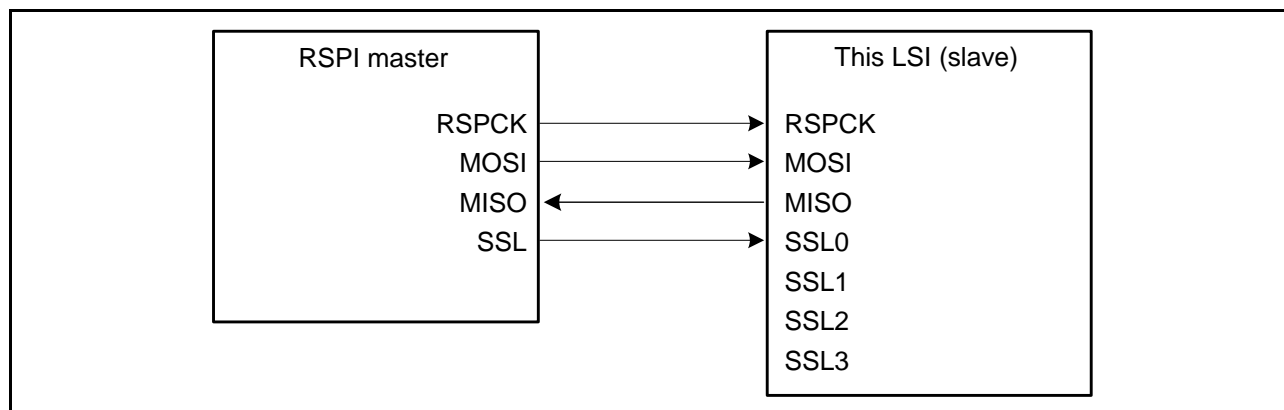 RSPI master
RSPCK
MOSI
MISO
SSL
This LSI (slave)
RSPCK
MOSI
MISO
SSL0
SSL1
SSL2
SSL3